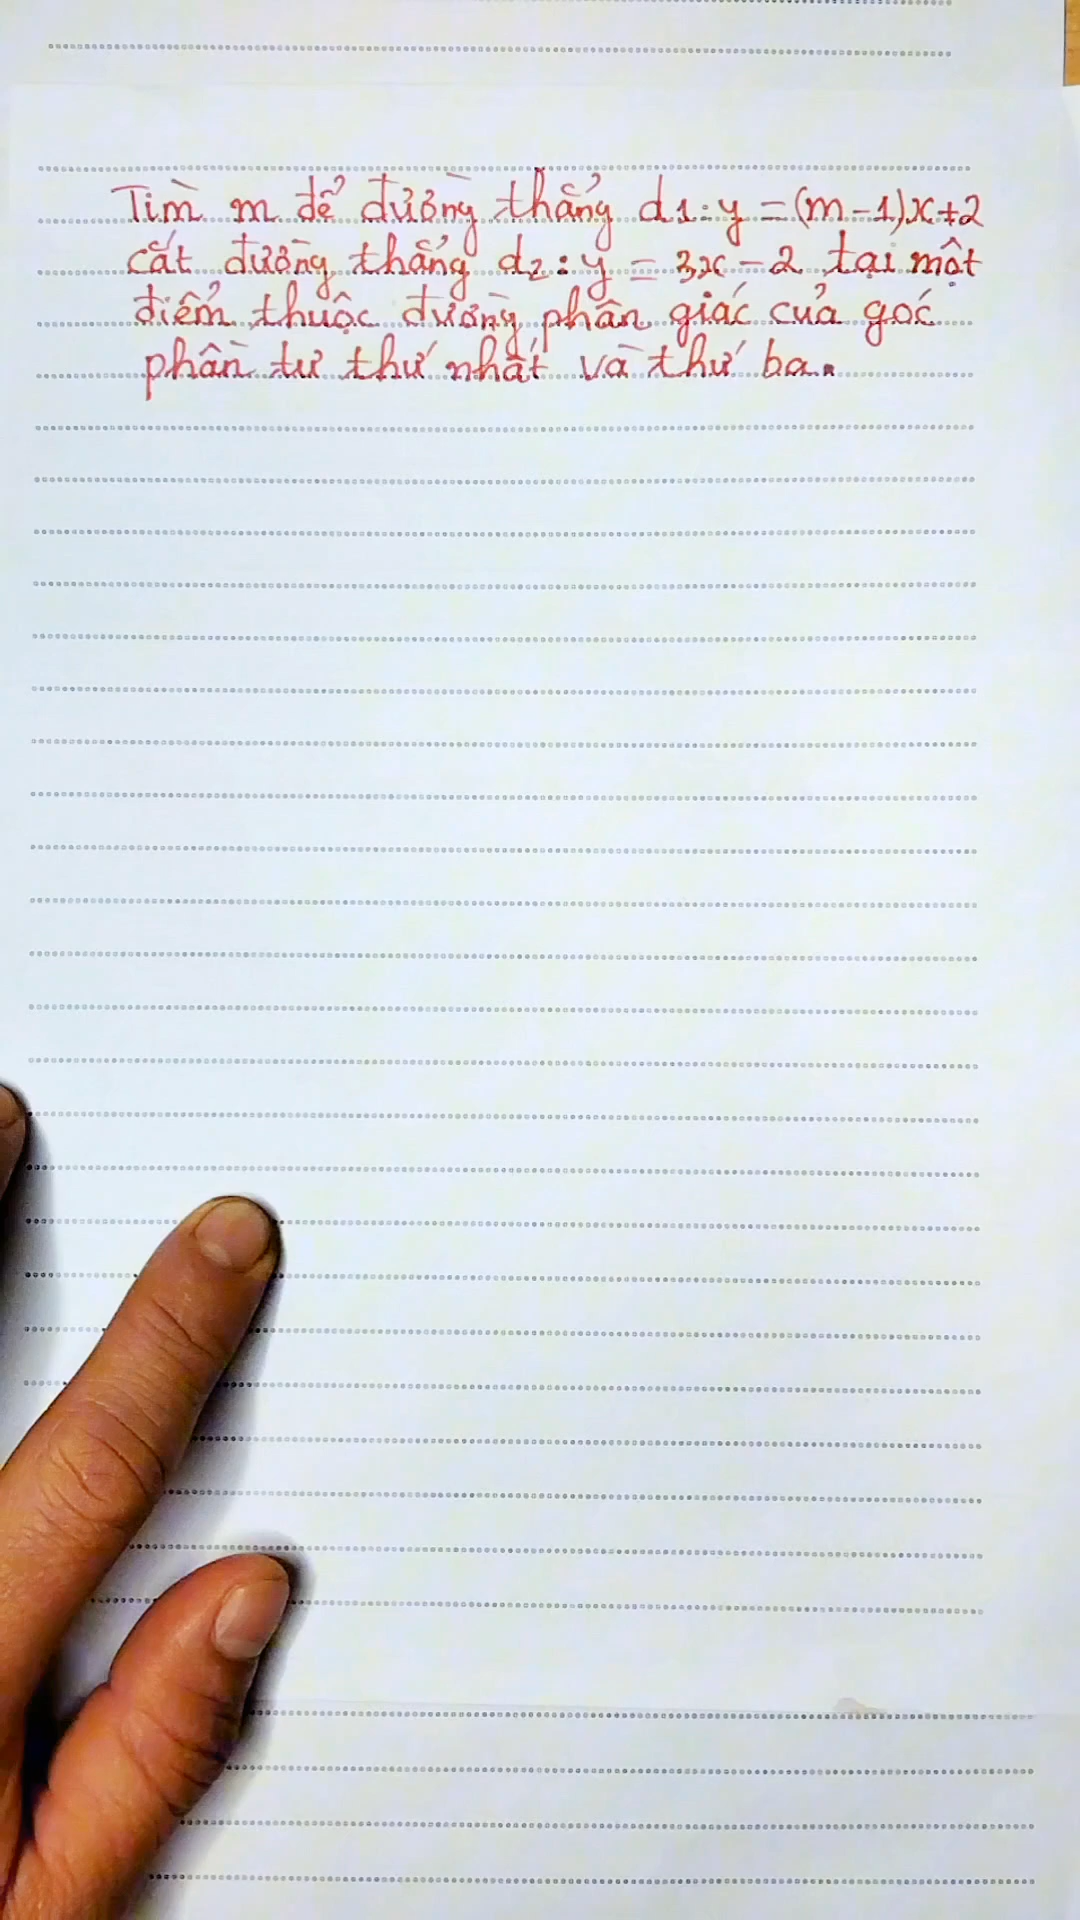 Tìm m để đường thẳng d1: y = (m-1)x+2
cắt đường thẳng d2: y = 3x - 2 tại một
điểm thuộc đường phân giác của góc
phần tư thứ nhất và thứ ba.